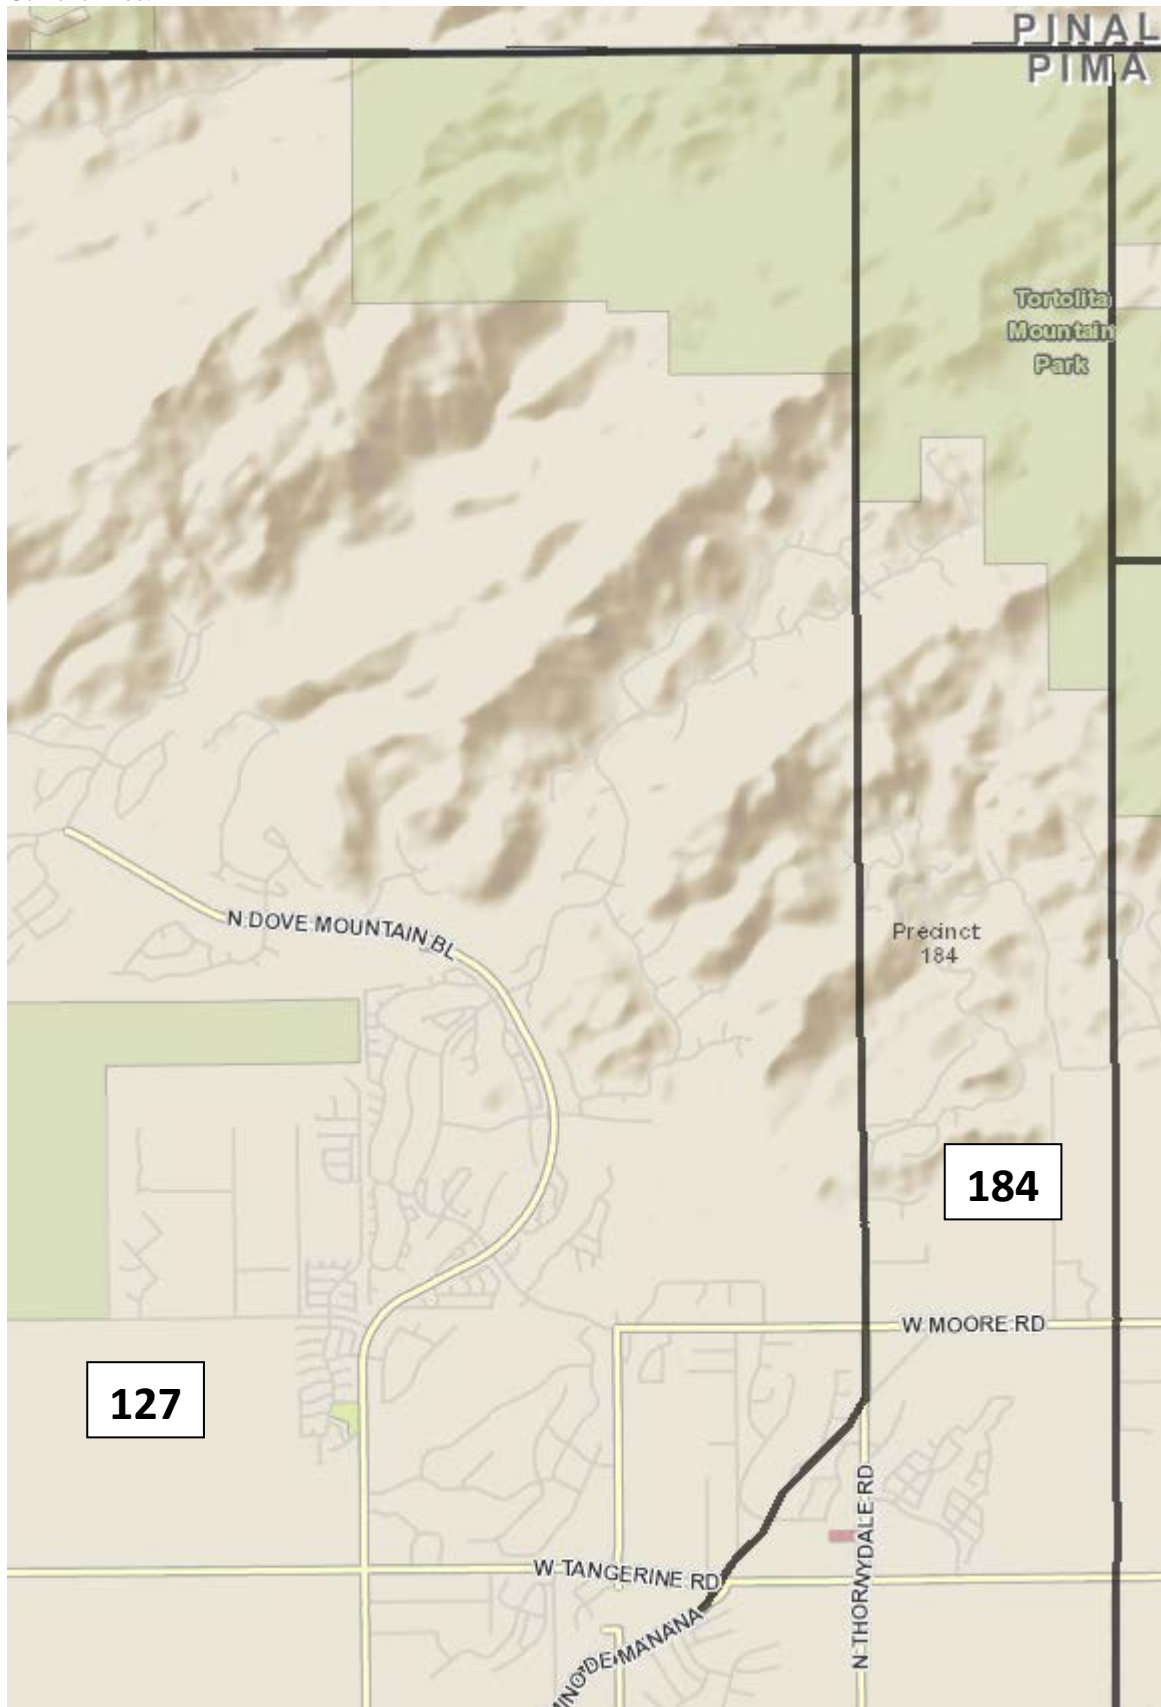 PINAL
PIMA
Tortolita
Mountain
Park
N DOVE MOUNTAIN BL
Precinct
184
184
W MOORE RD
127
N THORNYDALE RD
W TANGERINE RD
DE MANANA